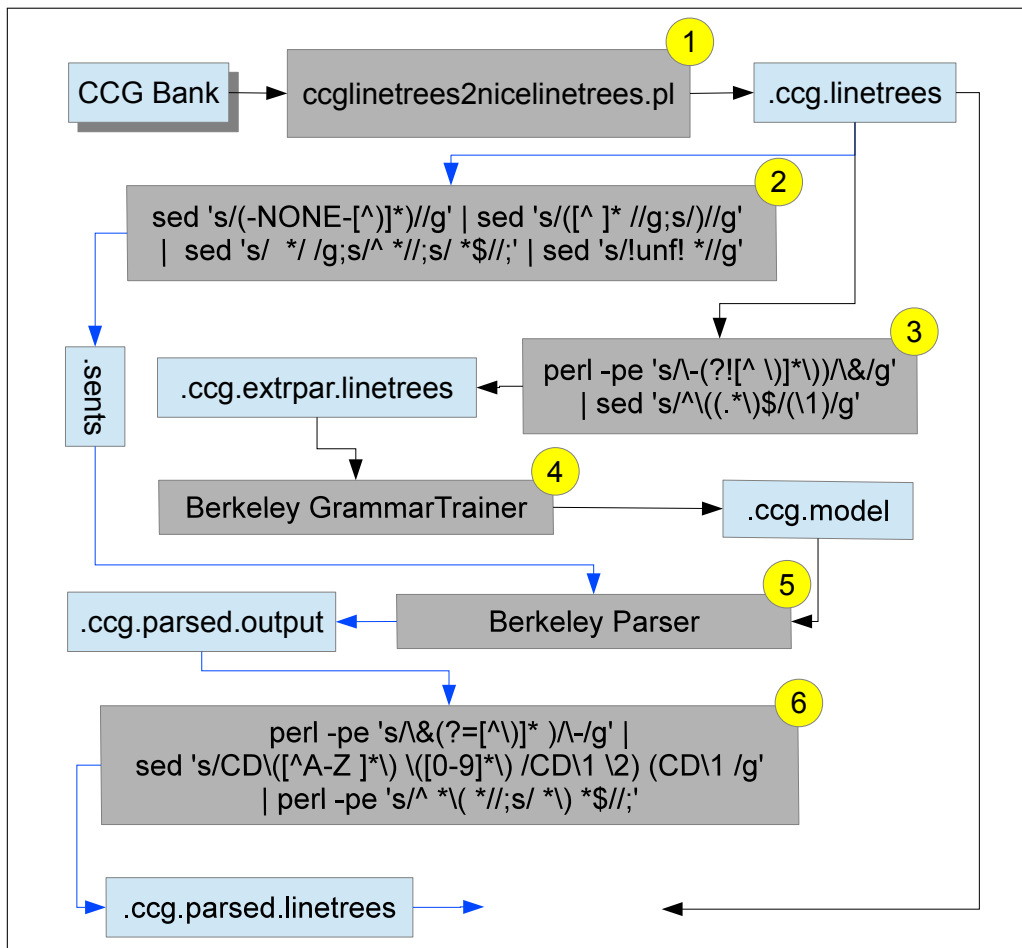 1
CCG Bank
ccglinetrees2nicelinetrees.pl
.ccg.linetrees
2
sed 's/(-NONE-[^)]*)//g' | sed 's/([^ ]* //g;s/)//g'
| sed 's/  */ /g;s/^ *//;s/ *$//;' | sed 's/!unf! *//g'
3
.sents
.ccg.extrpar.linetrees
perl -pe 's/\-(?![^ \)]*\))/\&/g'
| sed 's/^\((.*\)$/(\1)/g'
4
Berkeley GrammarTrainer
.ccg.model
5
.ccg.parsed.output
Berkeley Parser
6
perl -pe 's/\&(?=[^\)]* )/\-/g' |
sed 's/CD\([^A-Z ]*\) \([0-9]*\) /CD\1 \2) (CD\1 /g'
| perl -pe 's/^ *\( *//;s/ *\) *$//;'
.ccg.parsed.linetrees